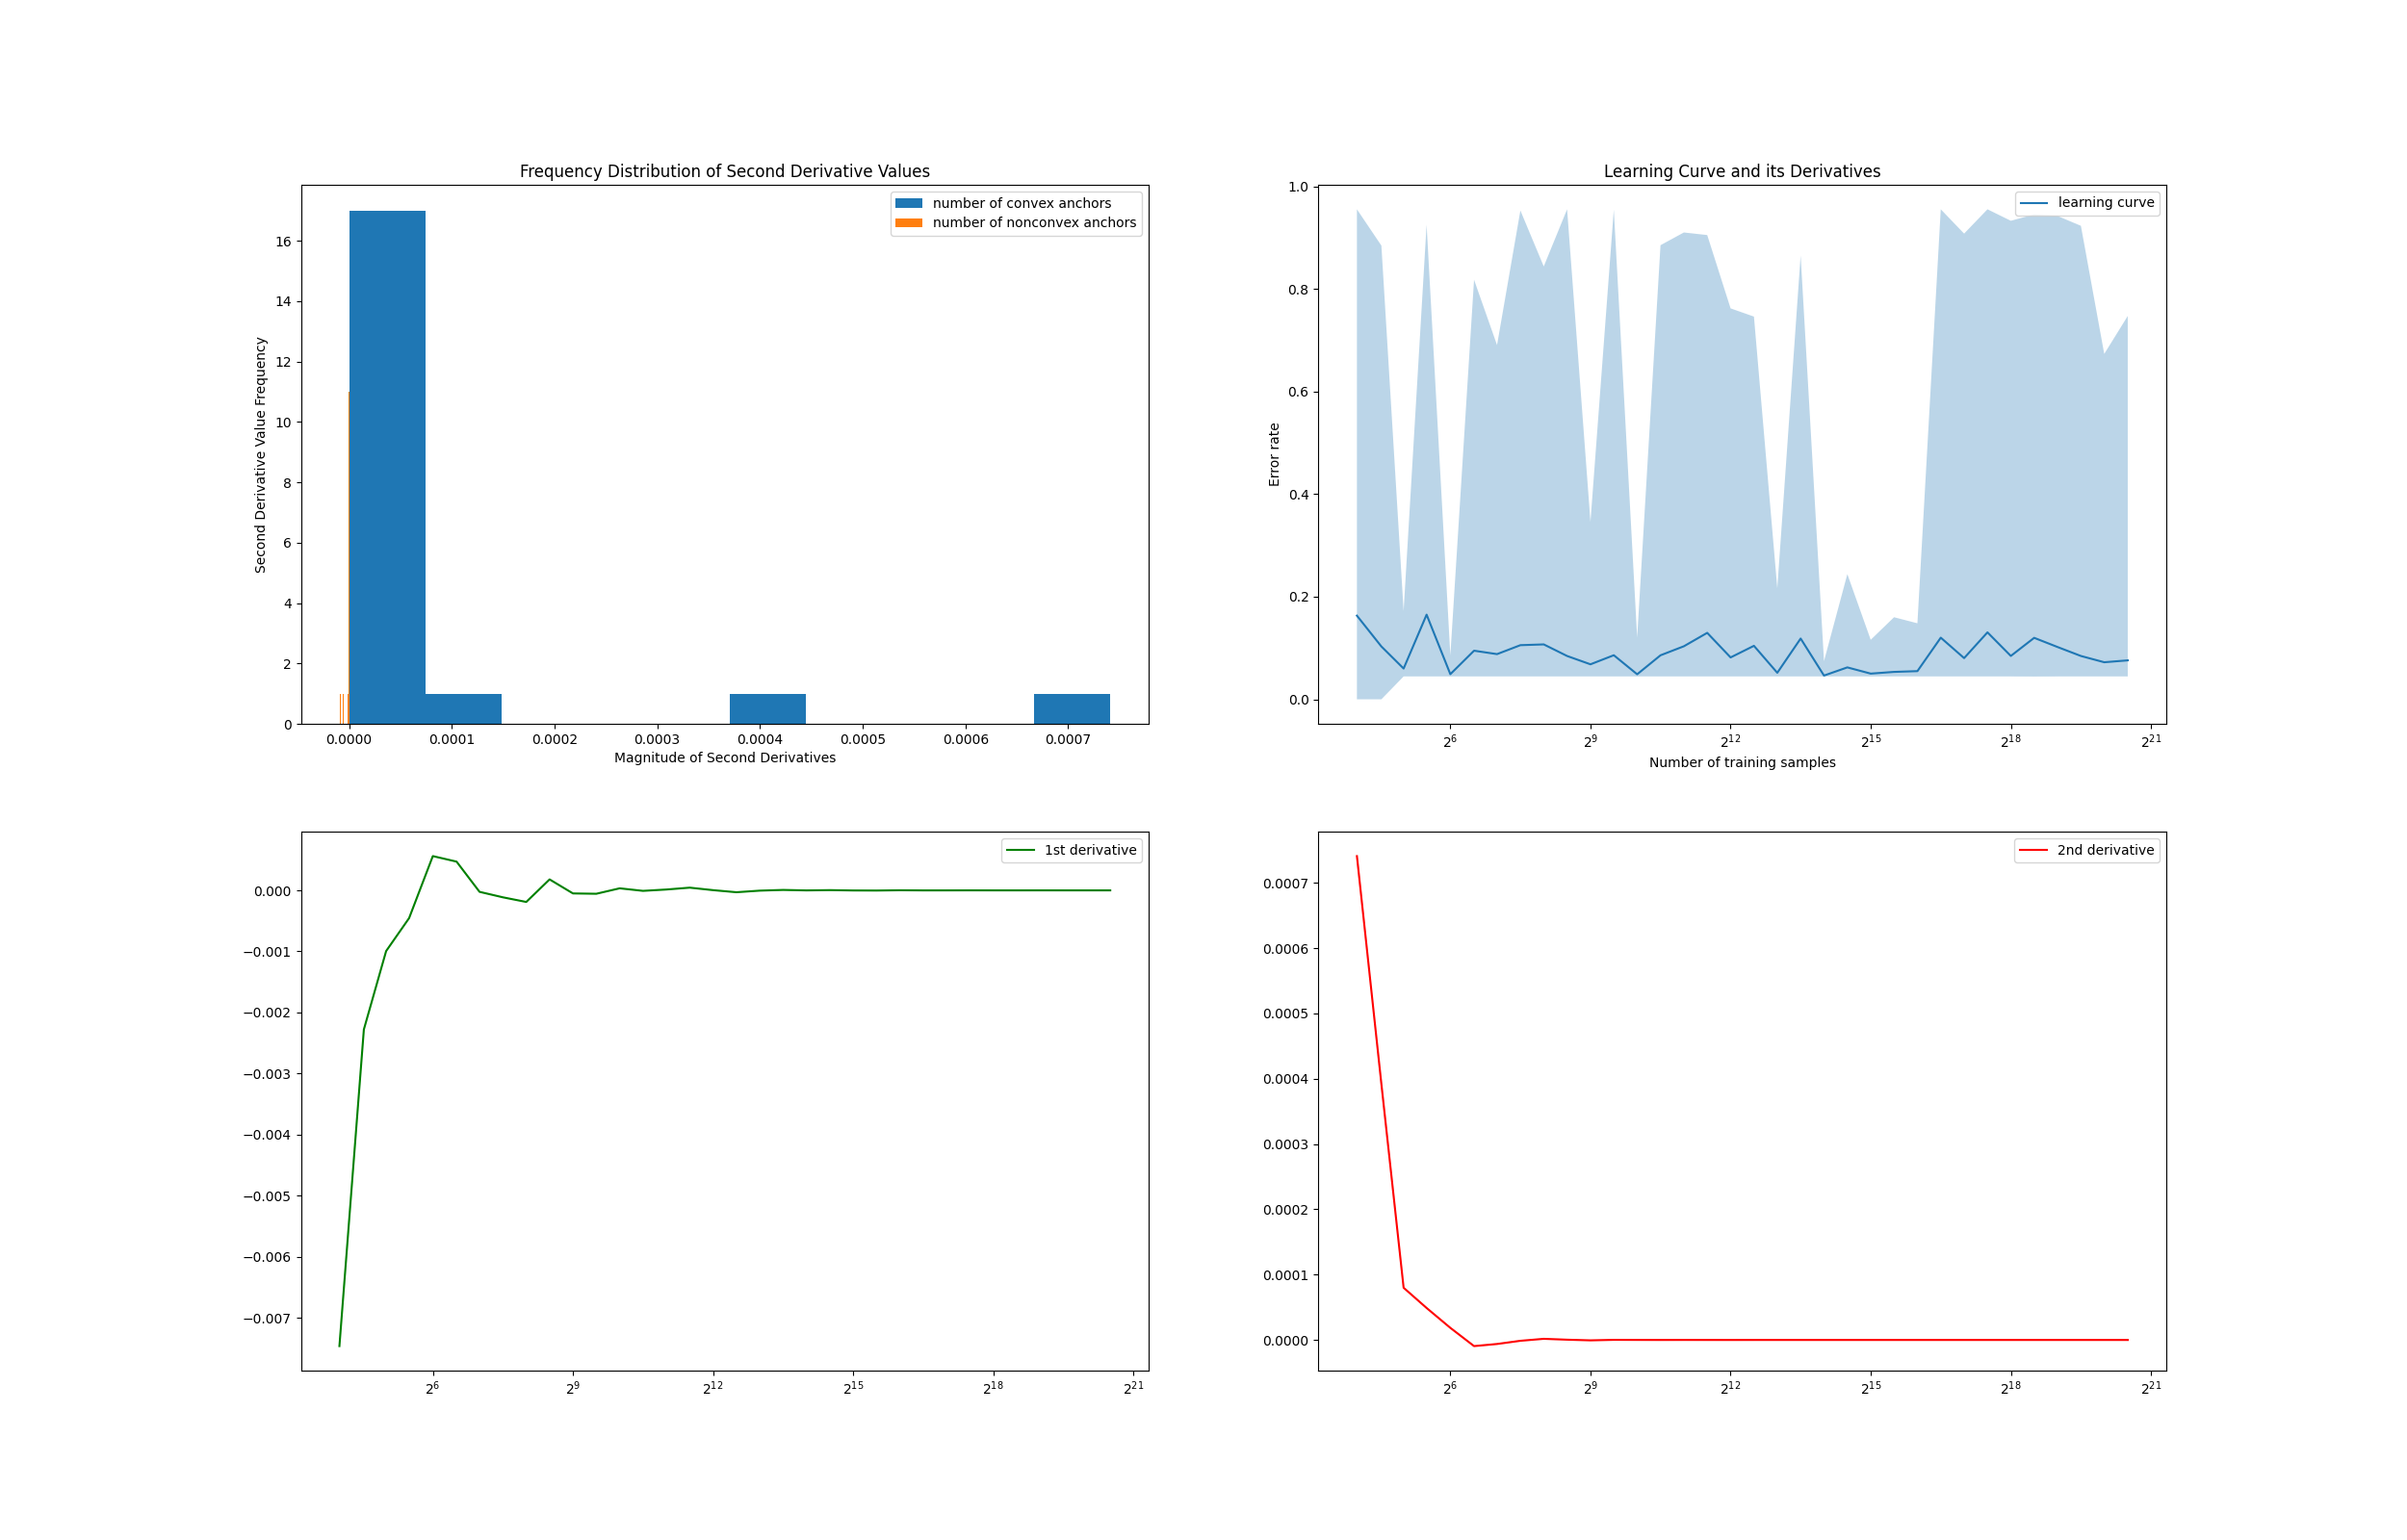 Frequency Distribution of Second Derivative Values
number of convex anchors
number of nonconvex anchors
Second Derivative Value Frequency
16
14
12
10
8
6
4
2
0
0.0000 0.0001 0.0002 0.0003 0.0004 0.0005 0.0006 0.0007
Magnitude of Second Derivatives
Learning Curve and its Derivatives
learning curve
Error rate
1.0
0.8
0.6
0.4
0.2
0.0
2^6 2^9 2^12 2^15 2^18 2^21
Number of training samples
1st derivative
0.000
−0.001
−0.002
−0.003
−0.004
−0.005
−0.006
−0.007
2^6 2^9 2^12 2^15 2^18 2^21
2nd derivative
0.0007
0.0006
0.0005
0.0004
0.0003
0.0002
0.0001
0.0000
2^6 2^9 2^12 2^15 2^18 2^21